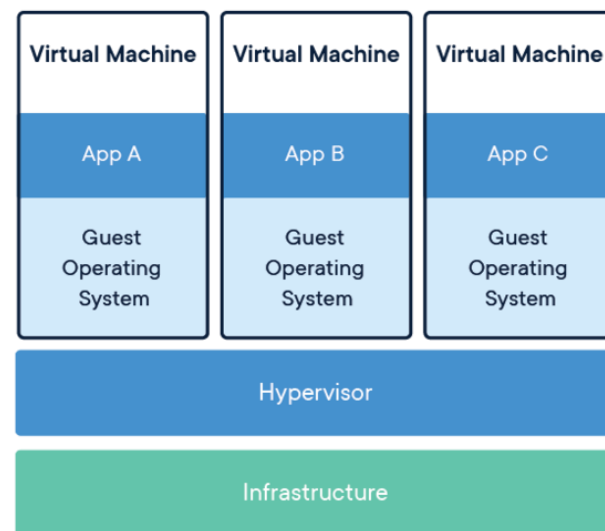 Virtual Machine
Virtual Machine
Virtual Machine
App A
App B
App C
Guest
Operating
System
Guest
Operating
System
Guest
Operating
System
Hypervisor
Infrastructure